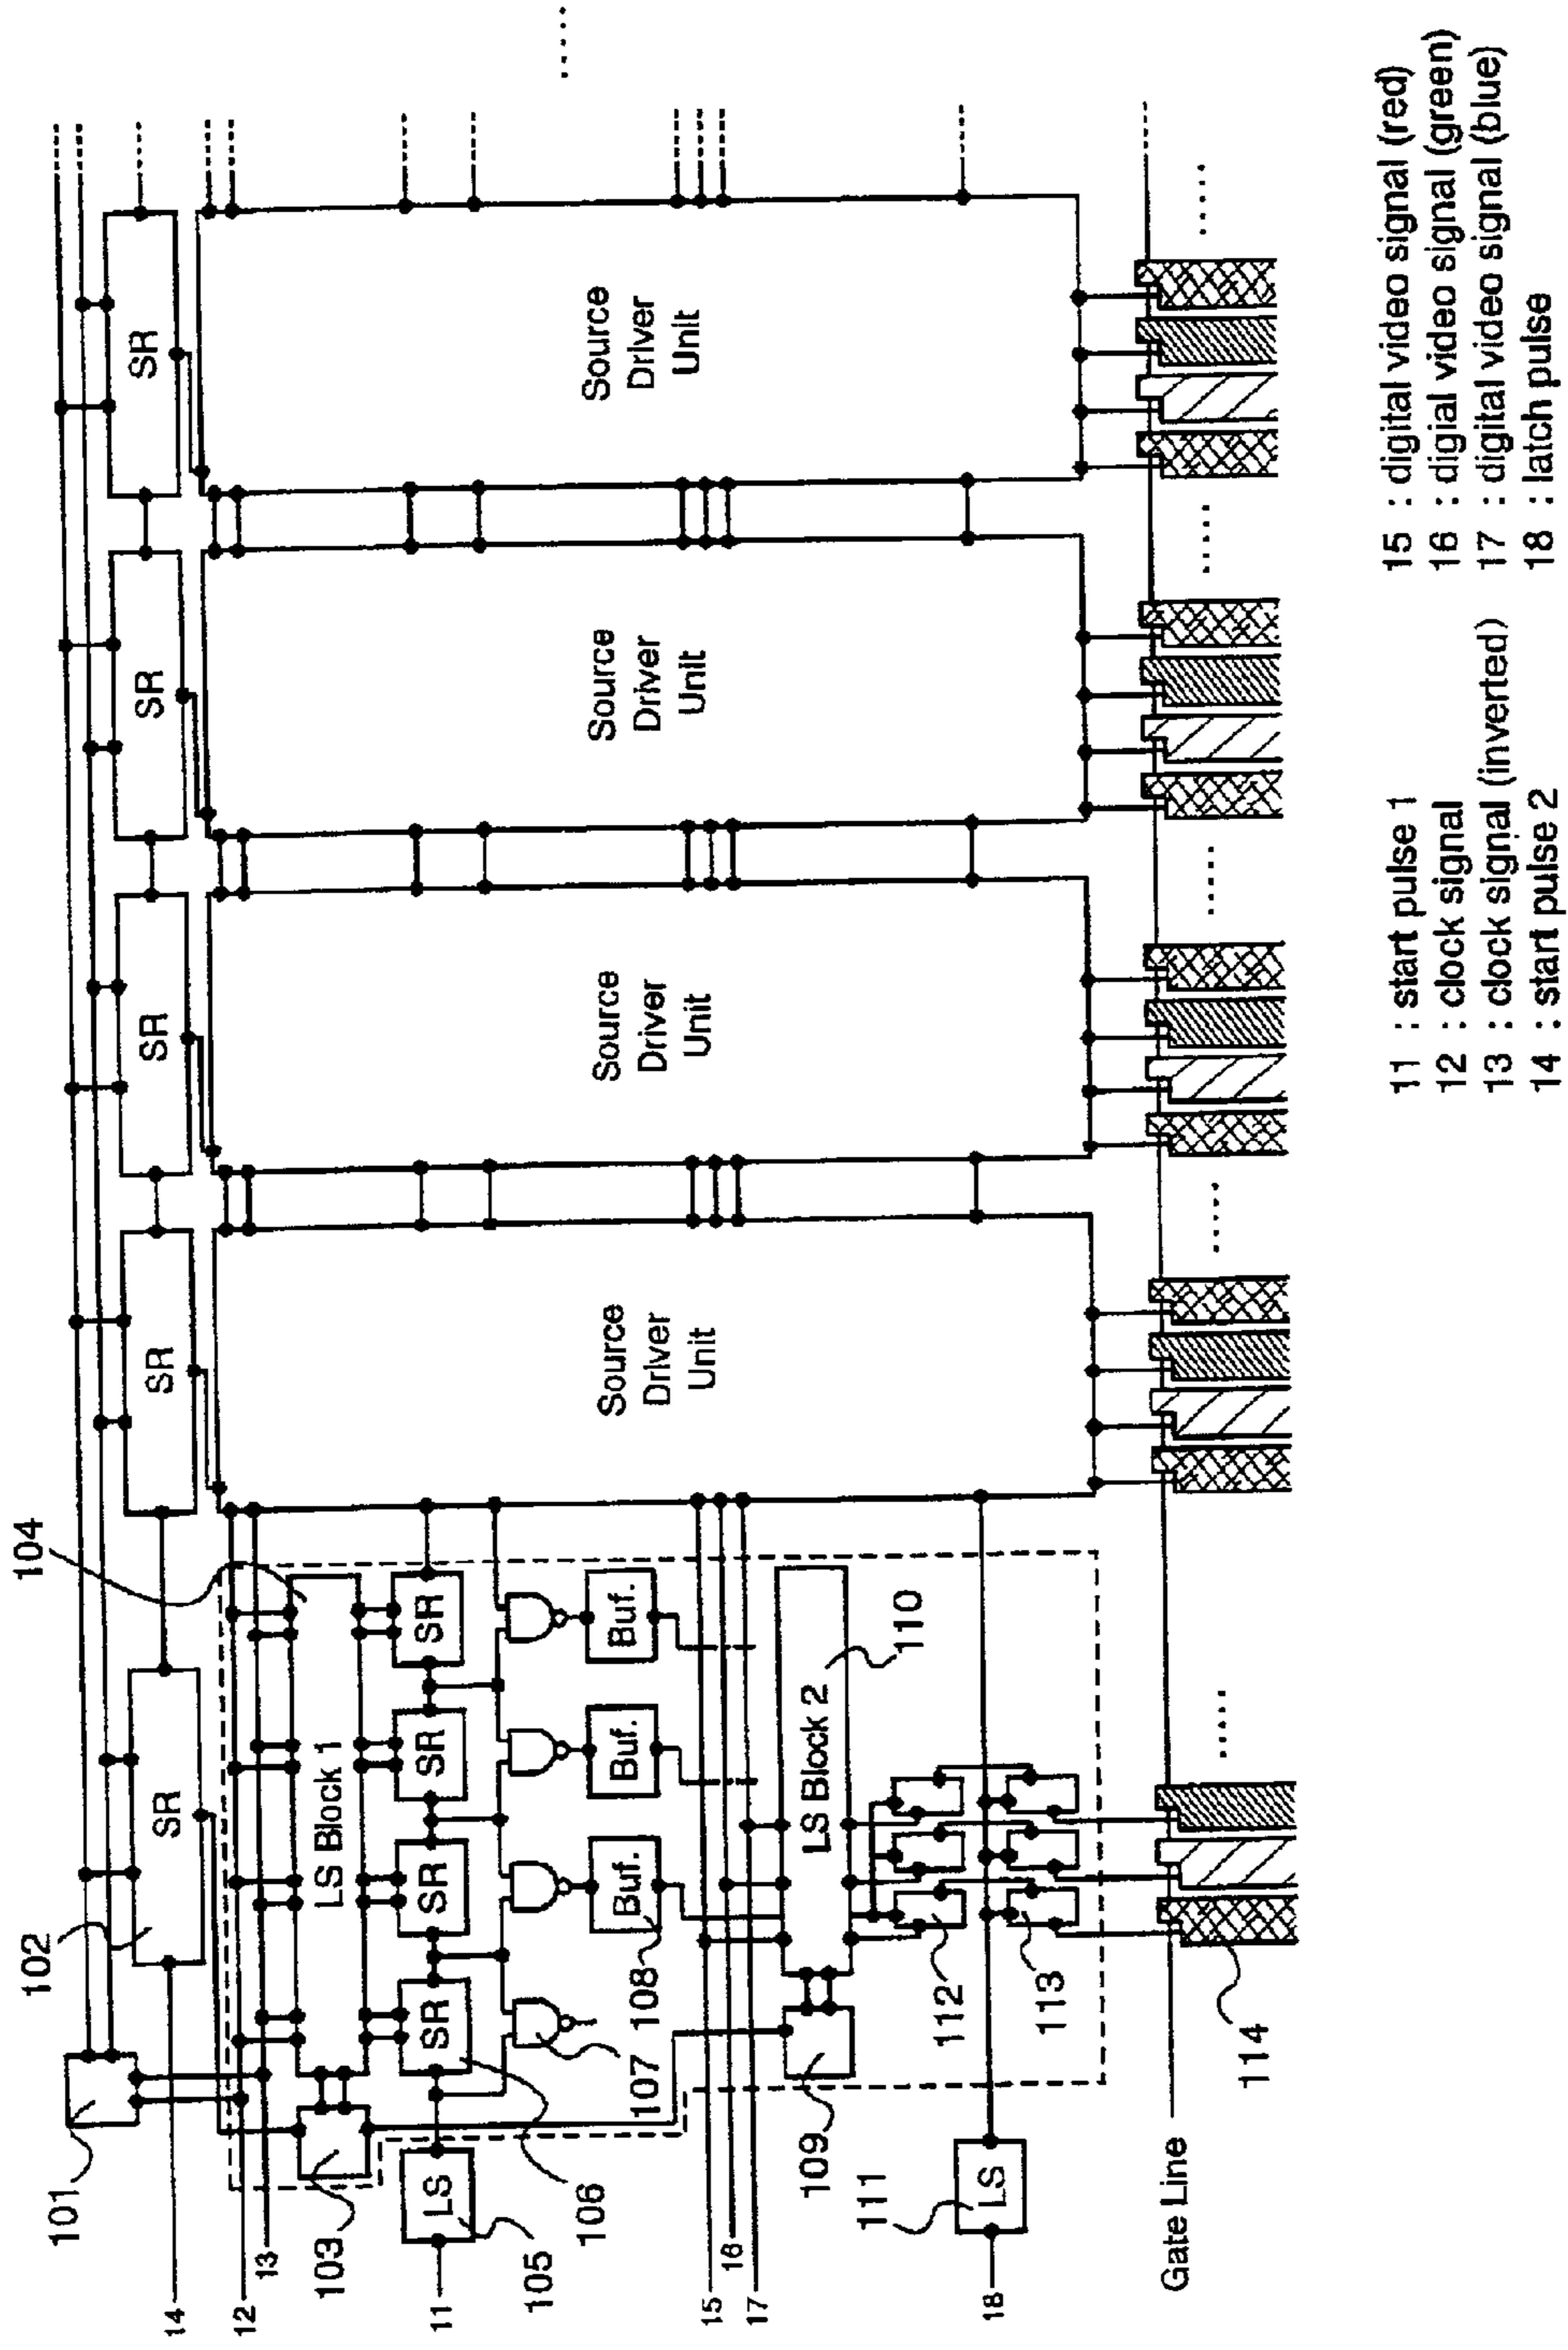 101
102
104
SR
SR
SR
SR
SR
14
12
13
103
LS Block 1
11
LS
105
SR
SR
SR
SR
106
107
Buf.
Buf.
Buf.
108
15
16
17
109
LS Block 2
110
112
113
111
18
LS
Gate Line
114
Source
Driver
Unit
Source
Driver
Unit
Source
Driver
Unit
Source
Driver
Unit
11 : start pulse 1
12 : clock signal
13 : clock signal (inverted)
14 : start pulse 2
15 : digital video signal (red)
16 : digial video signal (green)
17 : digital video signal (blue)
18 : latch pulse